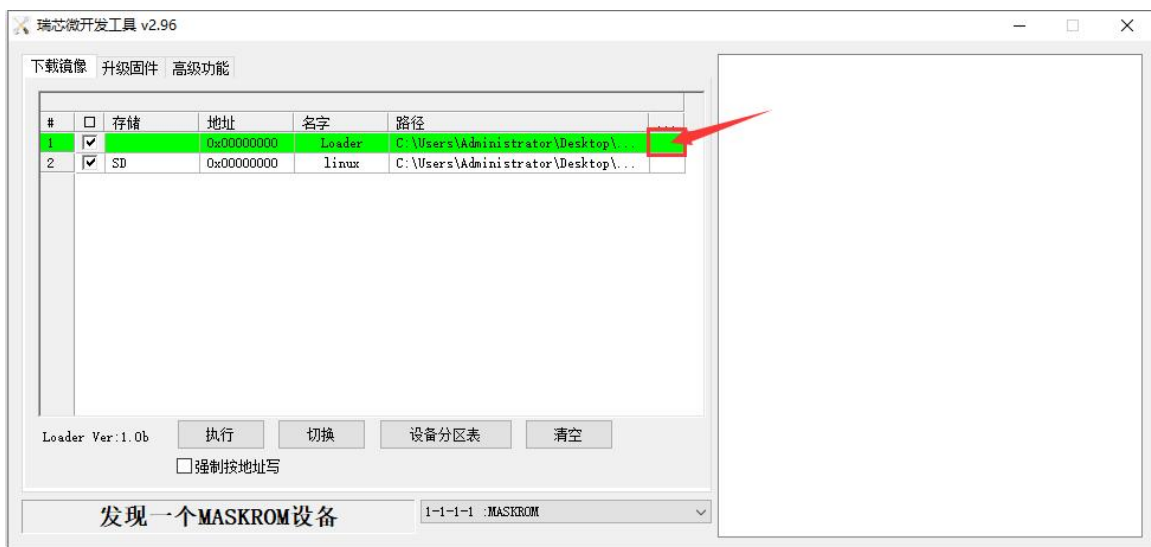 瑞芯微开发工具 v2.96
下载镜像 升级固件 高级功能
# 存储 地址 名字 路径 ...
1 0x00000000 Loader C:\Users\Administrator\Desktop\...
2 SD 0x00000000 linux C:\Users\Administrator\Desktop\...
Loader Ver:1.0b 执行 切换 设备分区表 清空
强制按地址写
发现一个MASKROM设备 1-1-1-1 :MASKROM